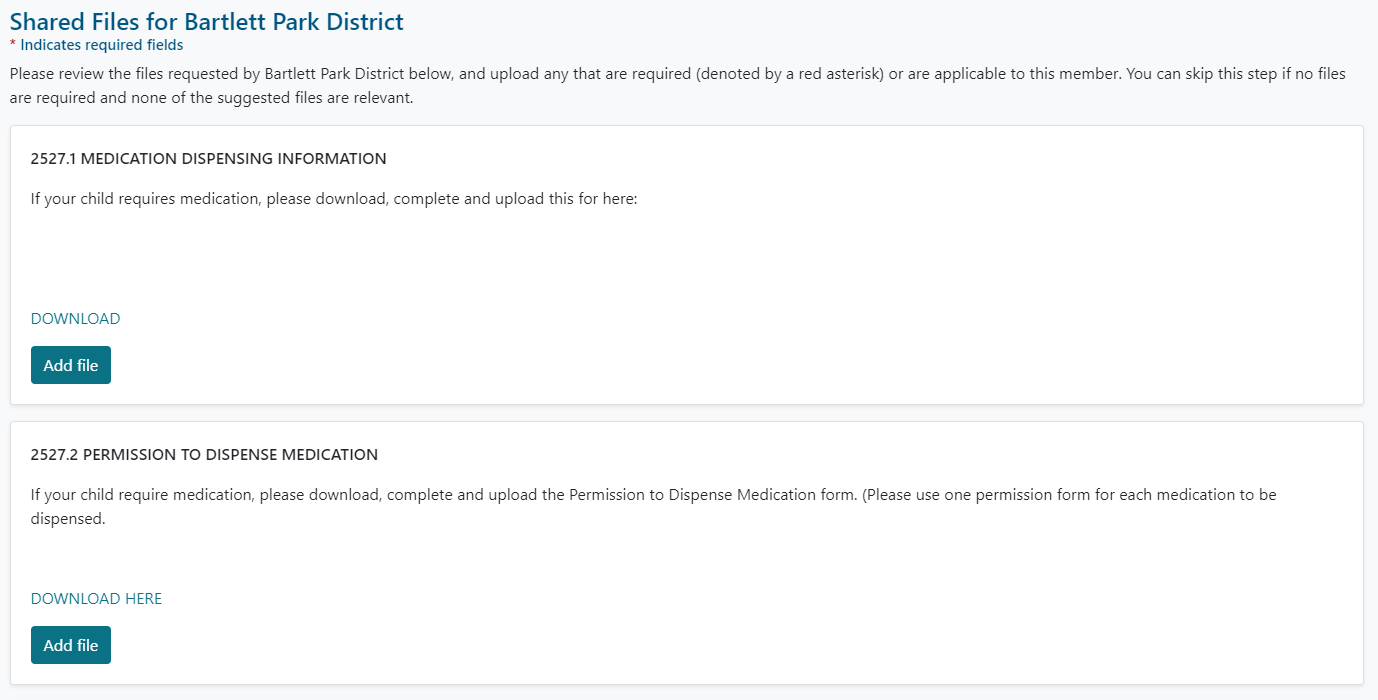 Shared Files for Bartlett Park District
* Indicates required fields
Please review the files requested by Bartlett Park District below, and upload any that are required (denoted by a red asterisk) or are applicable to this member. You can skip this step if no files
are required and none of the suggested files are relevant.
2527.1 MEDICATION DISPENSING INFORMATION
If your child requires medication, please download, complete and upload this for here:
DOWNLOAD
Add file
2527.2 PERMISSION TO DISPENSE MEDICATION
If your child require medication, please download, complete and upload the Permission to Dispense Medication form. (Please use one permission form for each medication to be
dispensed.
DOWNLOAD HERE
Add file